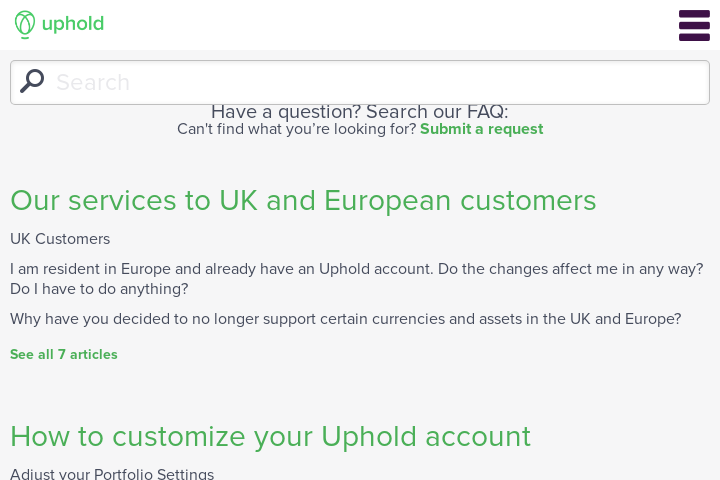 uphold
Search
Have a question? Search our FAQ:
Can't find what you’re looking for? Submit a request
Our services to UK and European customers
UK Customers
I am resident in Europe and already have an Uphold account. Do the changes affect me in any way?
Do I have to do anything?
Why have you decided to no longer support certain currencies and assets in the UK and Europe?
See all 7 articles
How to customize your Uphold account
Adjust your Portfolio Settings